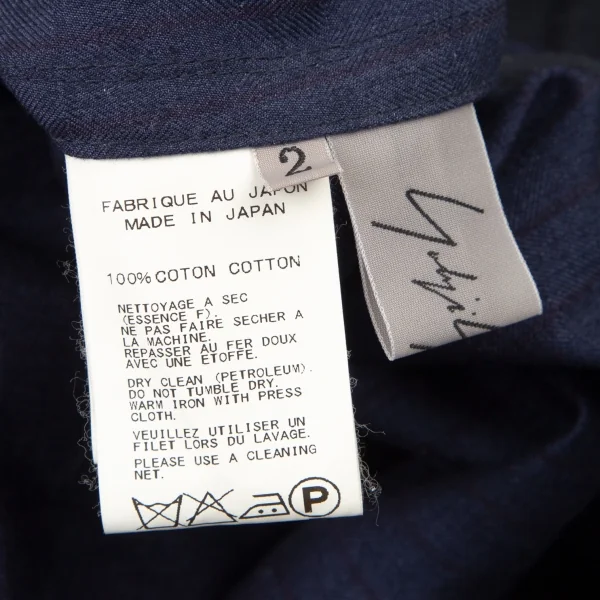 2
FABRIQUE AU JAPON
MADE IN JAPAN
100% COTON COTTON
NETTOYAGE A SEC
(ESSENCE F).
NE PAS FAIRE SECHER A
LA MACHINE.
REPASSER AU FER DOUX
AVEC UNE ETOFFE.
DRY CLEAN (PETROLEUM).
DO NOT TUMBLE DRY.
WARM IRON WITH PRESS
CLOTH.
VEUILLEZ UTILISER UN
FILET LORS DU LAVAGE.
PLEASE USE A CLEANING
NET.
P